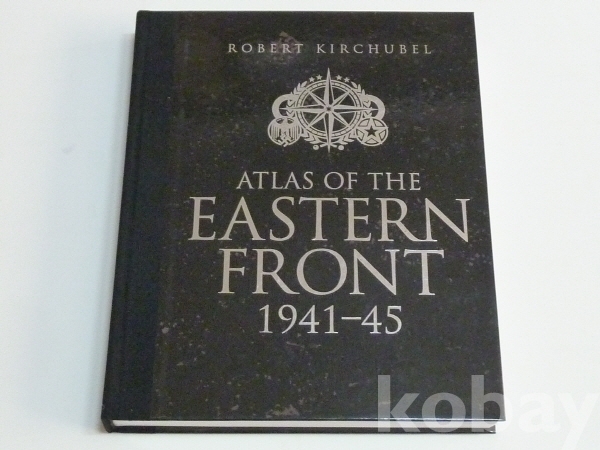 ROBERT KIRCHUBEL
ATLAS OF THE
EASTERN
FRONT
1941–45
kobay